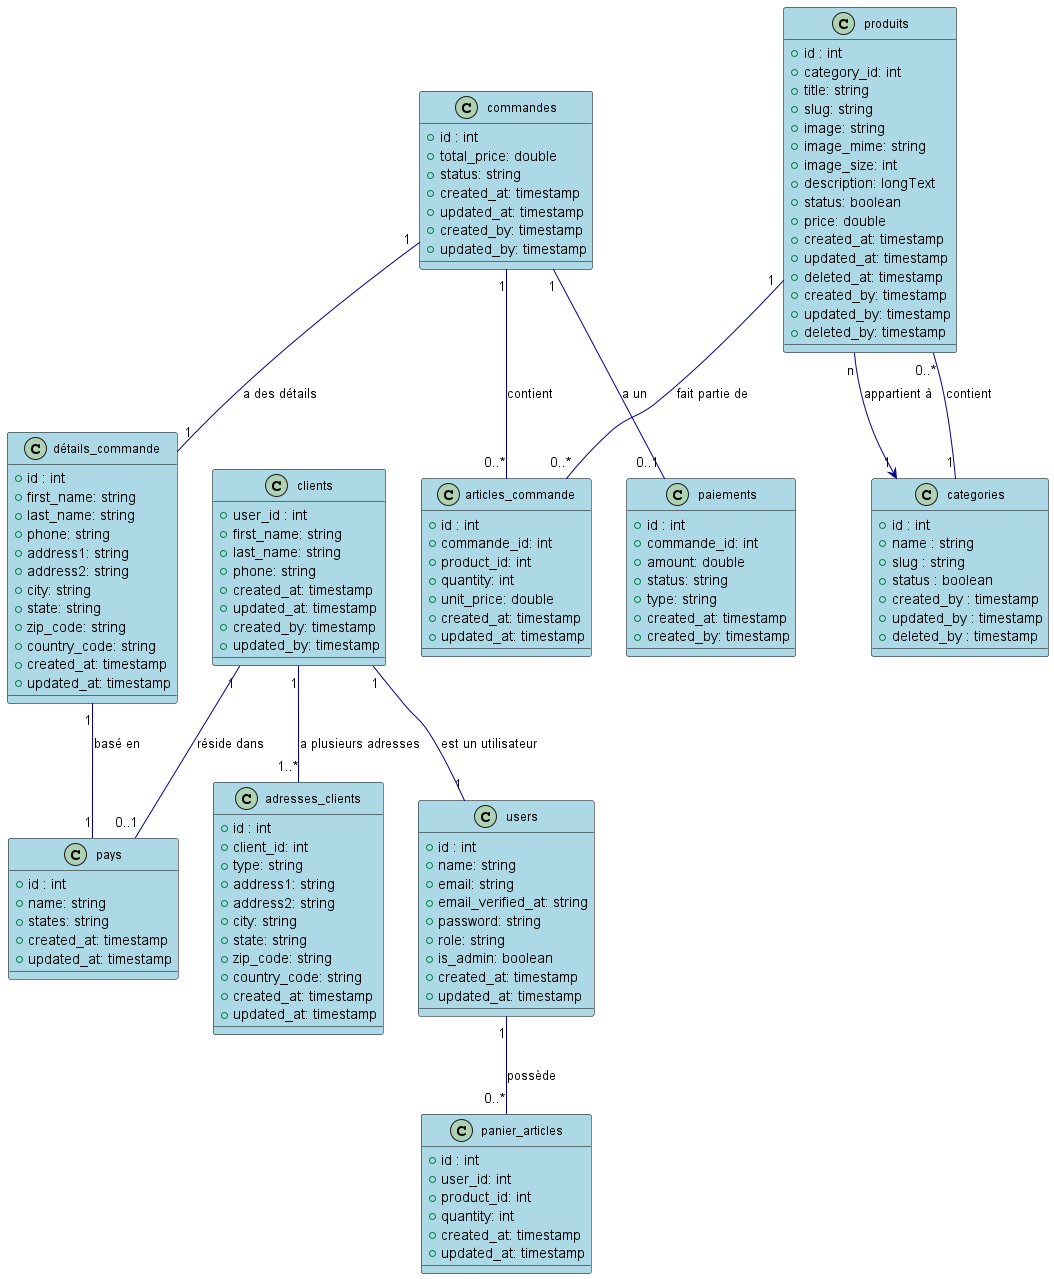 C produits
id : int
category_id: int
title: string
slug: string
image: string
image_mime: string
image_size: int
description: longText
status: boolean
price: double
created_at: timestamp
updated_at: timestamp
deleted_at: timestamp
created_by: timestamp
updated_by: timestamp
deleted_by: timestamp
C commandes
id : int
total_price: double
status: string
created_at: timestamp
updated_at: timestamp
created_by: timestamp
updated_by: timestamp
1
1
1
1
n
0..*
a des détails
contient
a un
fait partie de
appartient à
contient
1
0..*
0..*
0..1
1
1
C détails_commande
id : int
first_name: string
last_name: string
phone: string
address1: string
address2: string
city: string
state: string
zip_code: string
country_code: string
created_at: timestamp
updated_at: timestamp
C clients
user_id : int
first_name: string
last_name: string
phone: string
created_at: timestamp
updated_at: timestamp
created_by: timestamp
updated_by: timestamp
C articles_commande
id : int
commande_id: int
product_id: int
quantity: int
unit_price: double
created_at: timestamp
updated_at: timestamp
C paiements
id : int
commande_id: int
amount: double
status: string
type: string
created_at: timestamp
created_by: timestamp
C categories
id : int
name : string
slug : string
status : boolean
created_by : timestamp
updated_by : timestamp
deleted_by : timestamp
1
1
1
1
basé en
réside dans
a plusieurs adresses
est un utilisateur
1
0..1
1..*
1
C pays
id : int
name: string
states: string
created_at: timestamp
updated_at: timestamp
C adresses_clients
id : int
client_id: int
type: string
address1: string
address2: string
city: string
state: string
zip_code: string
country_code: string
created_at: timestamp
updated_at: timestamp
C users
id : int
name: string
email: string
email_verified_at: string
password: string
role: string
is_admin: boolean
created_at: timestamp
updated_at: timestamp
1
possède
0..*
C panier_articles
id : int
user_id: int
product_id: int
quantity: int
created_at: timestamp
updated_at: timestamp